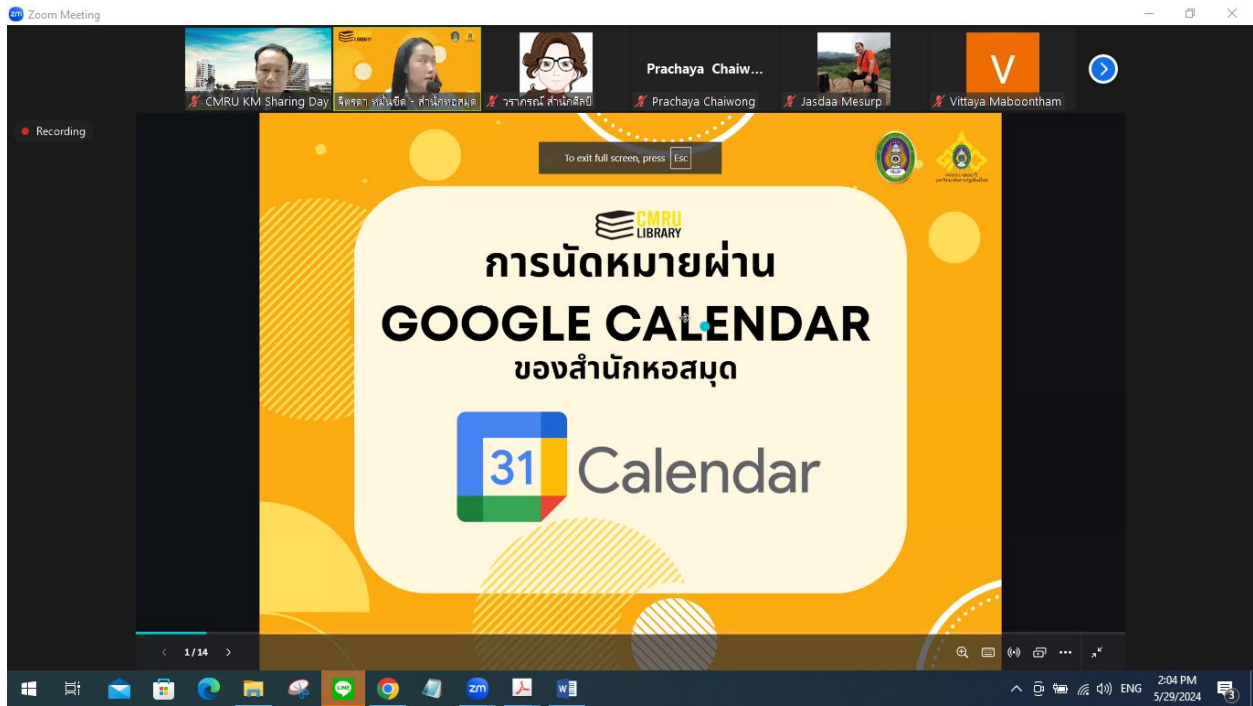 Zoom Meeting
Prachaya Chaiw...
CMRU KM Sharing Day
จิตรดา หมั่นขีด - สำนักหอสมุด
วราภรณ์ สำนักศิลป์
Prachaya Chaiwong
Jasdaa Mesurp
V
Vittaya Maboontham
Recording
To exit full screen, press Esc
CMRU
LIBRARY
การนัดหมายผ่าน
GOOGLE CALENDAR
ของสำนักหอสมุด
31 Calendar
1/14
ENG
2:04 PM
5/29/2024
3